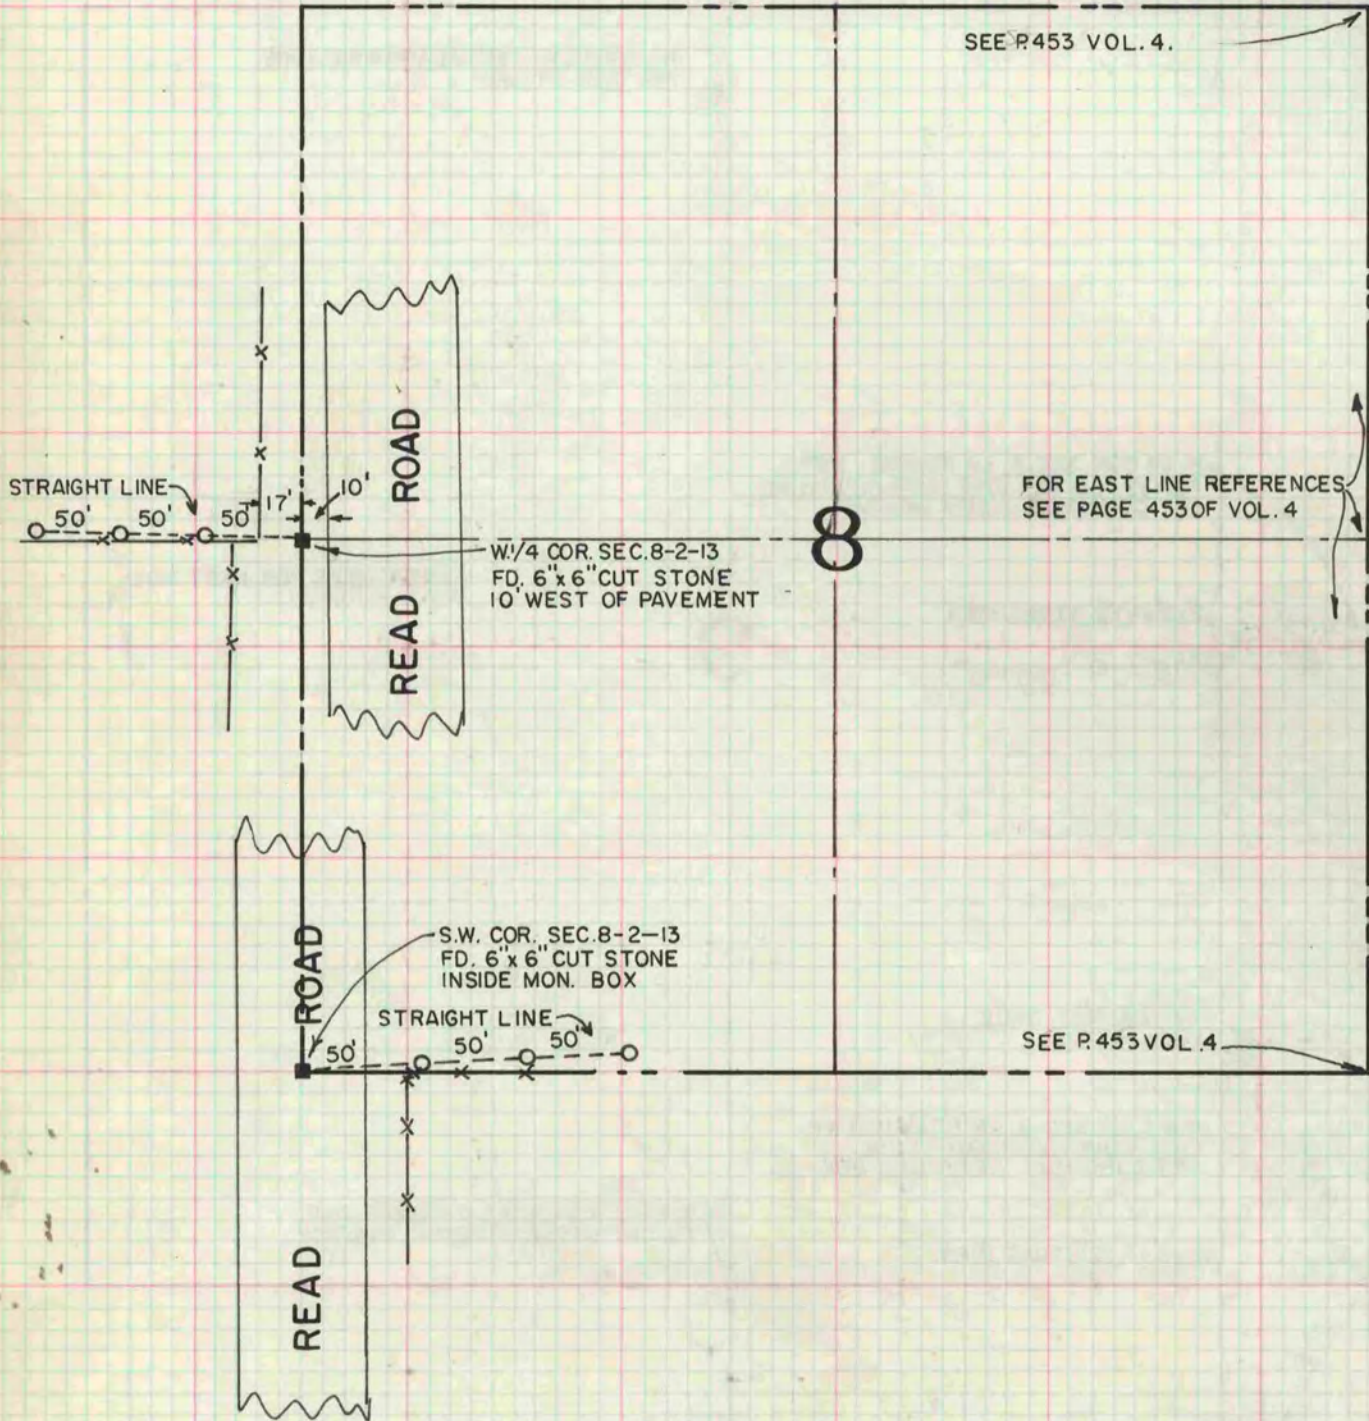 SEE P.453 VOL.4.
STRAIGHT LINE
50' 50' 50' 17' 10'
READ ROAD
FOR EAST LINE REFERENCES
SEE PAGE 453 OF VOL.4
8
W.1/4 COR. SEC.8-2-13
FD. 6"x6" CUT STONE
10' WEST OF PAVEMENT
READ ROAD
S.W. COR. SEC.8-2-13
FD. 6"x6" CUT STONE
INSIDE MON. BOX
STRAIGHT LINE
50' 50' 50'
SEE P.453 VOL.4